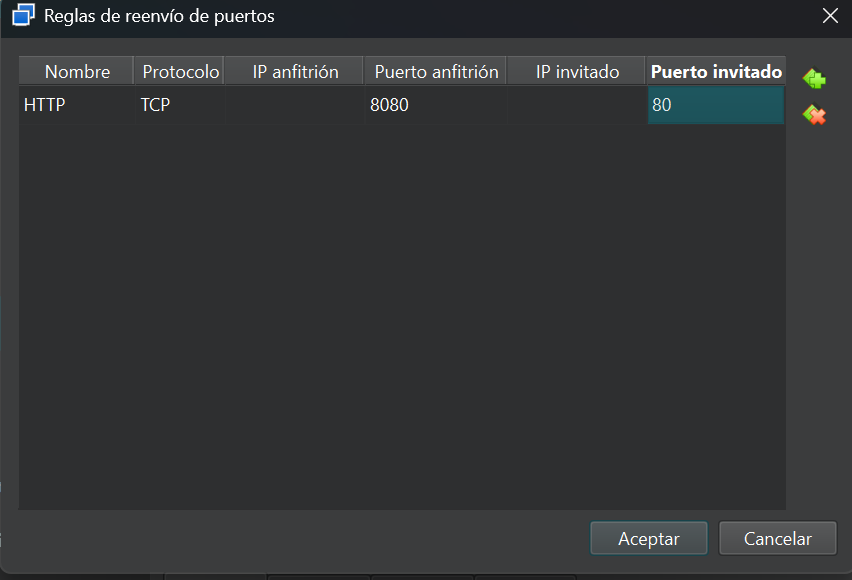 Reglas de reenvío de puertos
Nombre Protocolo IP anfitrión Puerto anfitrión IP invitado Puerto invitado
HTTP TCP 8080 80
Aceptar Cancelar